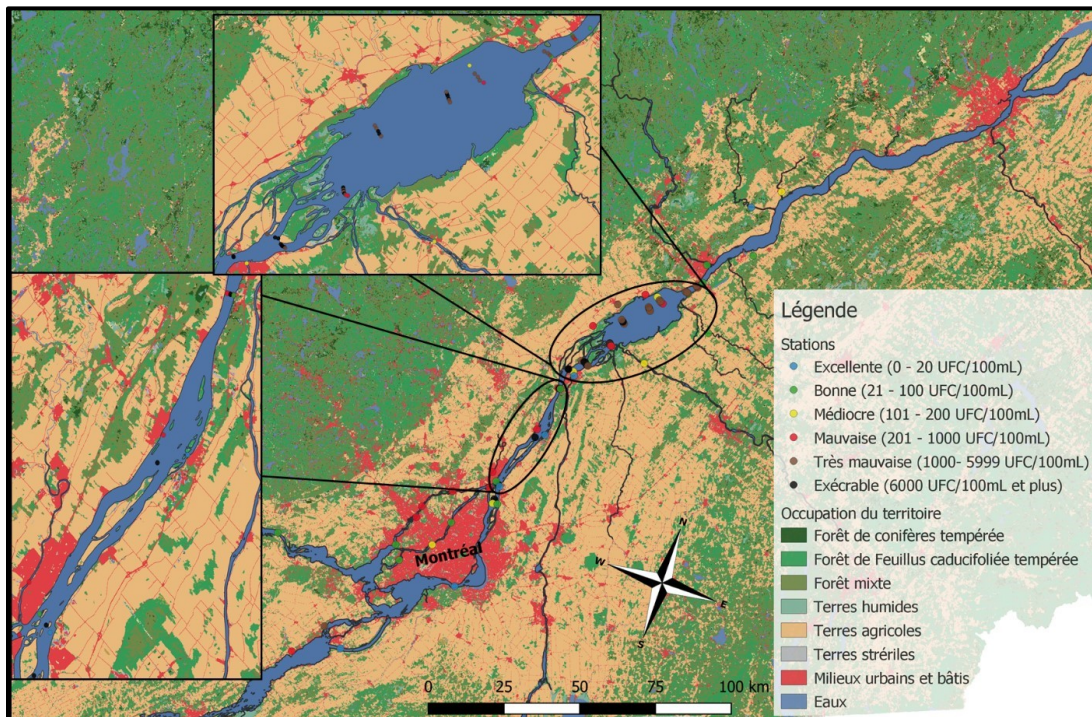 Légende
Stations
Excellente (0 - 20 UFC/100mL)
Bonne (21 - 100 UFC/100mL)
Médiocre (101 - 200 UFC/100mL)
Mauvaise (201 - 1000 UFC/100mL)
Très mauvaise (1000- 5999 UFC/100mL)
Exécrable (6000 UFC/100mL et plus)
Occupation du territoire
Forêt de conifères tempérée
Forêt de Feuillus caducifoliée tempérée
Forêt mixte
Terres humides
Terres agricoles
Terres strériles
Milieux urbains et bâtis
Eaux
Montréal
N
W
E
S
0 25 50 75 100 km